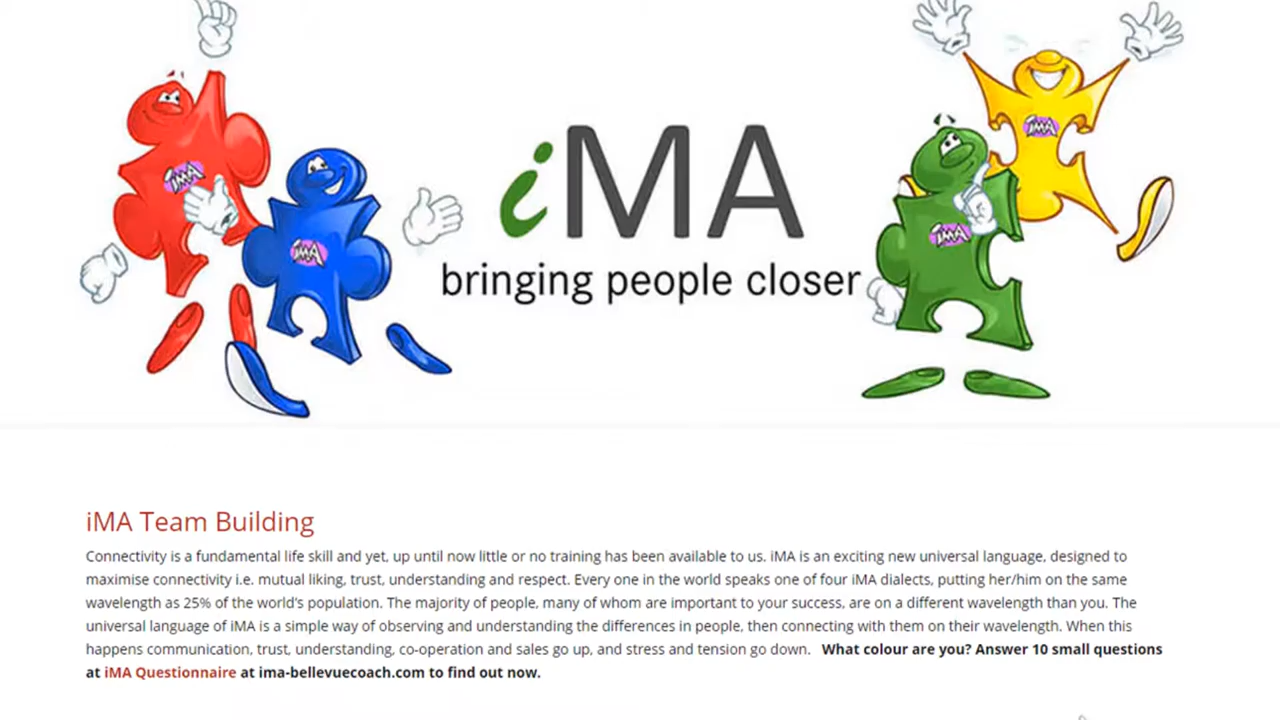 iMA
iMA
iMA
iMA
iMA
bringing people closer
iMA Team Building
Connectivity is a fundamental life skill and yet, up until now little or no training has been available to us. iMA is an exciting new universal language, designed to
maximise connectivity i.e. mutual liking, trust, understanding and respect. Every one in the world speaks one of four iMA dialects, putting her/him on the same
wavelength as 25% of the world's population. The majority of people, many of whom are important to your success, are on a different wavelength than you. The
universal language of iMA is a simple way of observing and understanding the differences in people, then connecting with them on their wavelength. When this
happens communication, trust, understanding, co-operation and sales go up, and stress and tension go down. What colour are you? Answer 10 small questions
at iMA Questionnaire at ima-bellevuecoach.com to find out now.